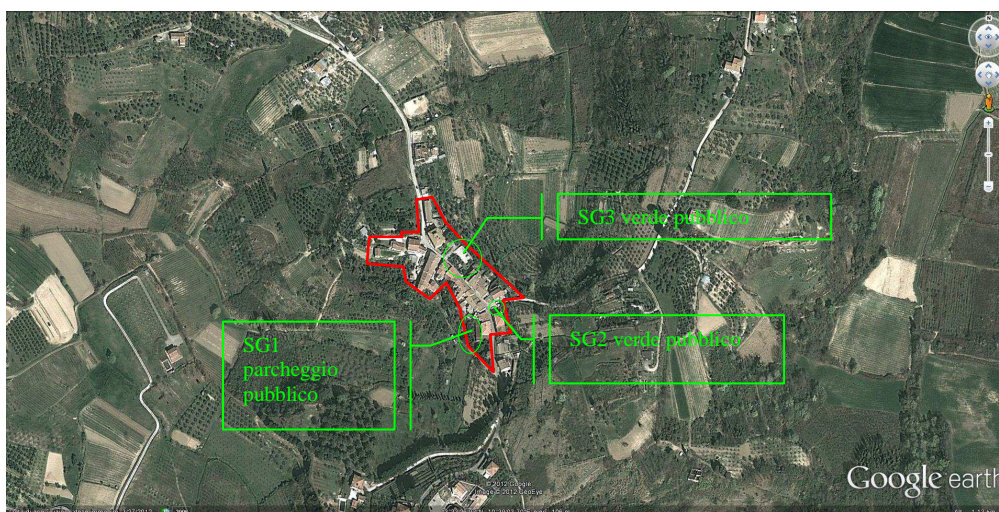 SG3 verde pubblico
SG1
parcheggio
pubblico
SG2 verde pubblico
© 2012 Google
Image © 2012 GeoEye
Google earth